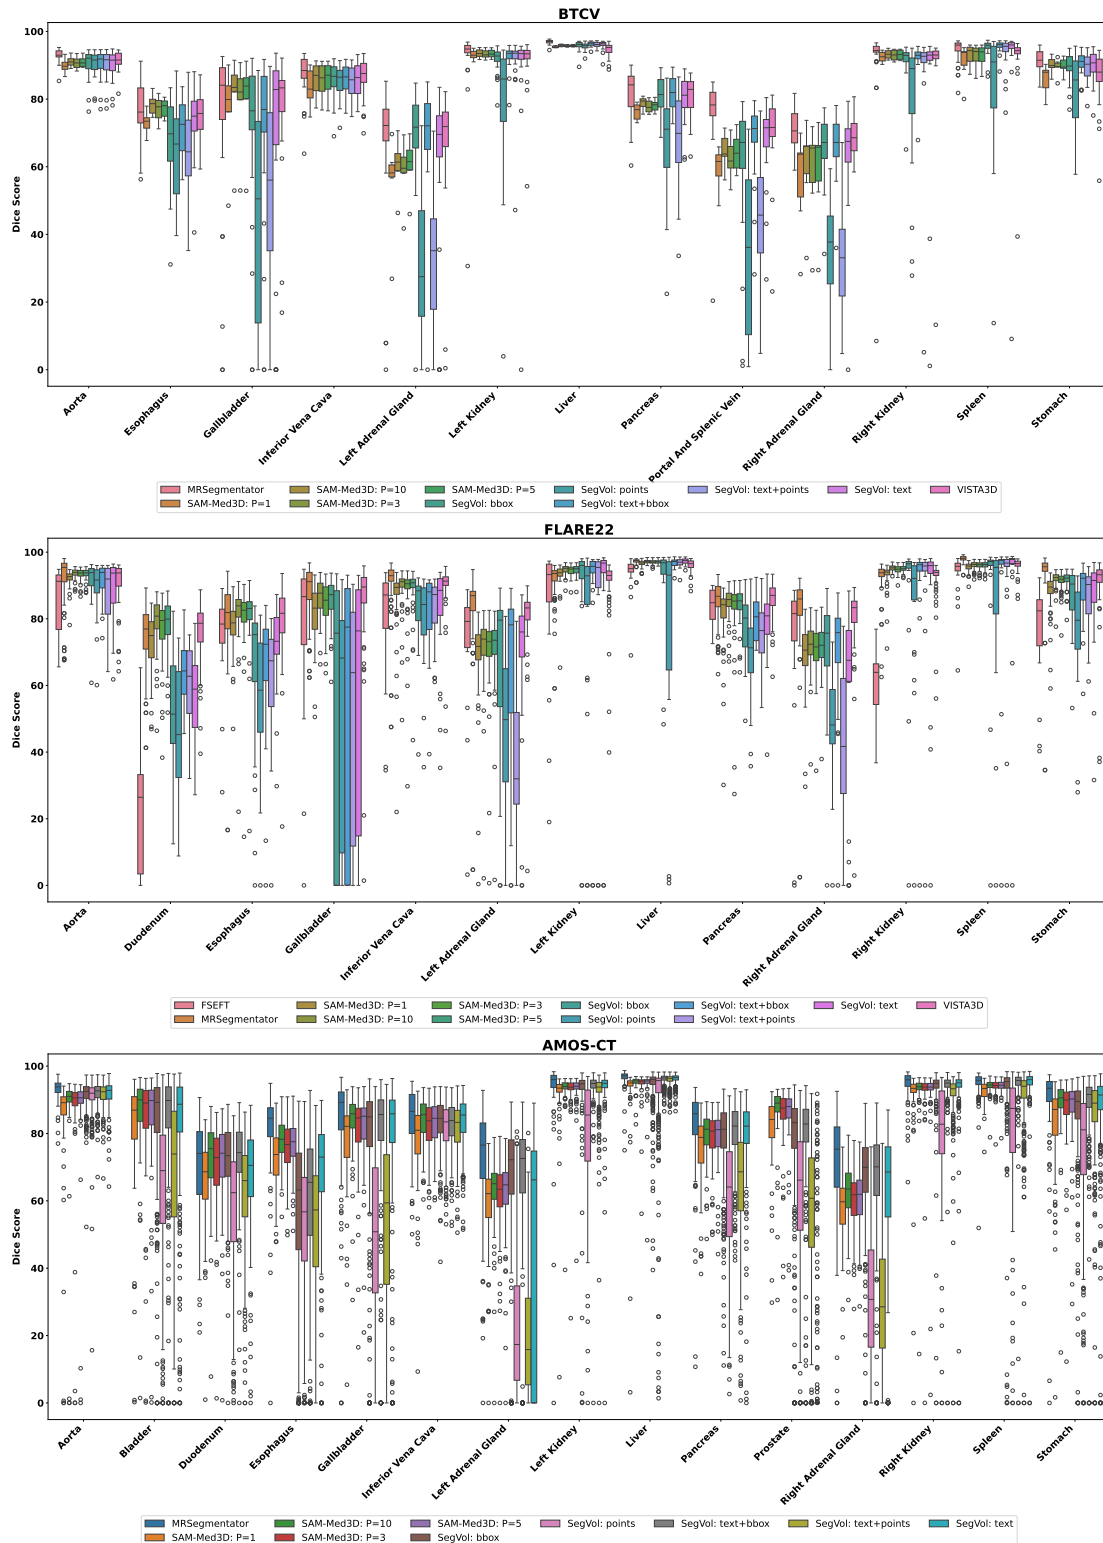 BTCV
100
80
60
40
20
0
Dice Score
Aorta
Esophagus
Gallbladder
Inferior Vena Cava
Left Adrenal Gland
Left Kidney
Liver
Pancreas
Portal And Splenic Vein
Right Adrenal Gland
Right Kidney
Spleen
Stomach
MRSegmentator SAM-Med3D: P=10 SAM-Med3D: P=5 SegVol: points SegVol: text+points SegVol: text VISTA3D
SAM-Med3D: P=1 SAM-Med3D: P=3 SegVol: bbox SegVol: text+bbox
FLARE22
100
80
60
40
20
0
Dice Score
Aorta
Duodenum
Esophagus
Gallbladder
Inferior Vena Cava
Left Adrenal Gland
Left Kidney
Liver
Pancreas
Right Adrenal Gland
Right Kidney
Spleen
Stomach
FSEFT SAM-Med3D: P=1 SAM-Med3D: P=3 SegVol: bbox SegVol: text+bbox SegVol: text VISTA3D
MRSegmentator SAM-Med3D: P=10 SAM-Med3D: P=5 SegVol: points SegVol: text+points
AMOS-CT
100
80
60
40
20
0
Dice Score
Aorta
Bladder
Duodenum
Esophagus
Gallbladder
Inferior Vena Cava
Left Adrenal Gland
Left Kidney
Liver
Pancreas
Prostate
Right Adrenal Gland
Right Kidney
Spleen
Stomach
MRSegmentator SAM-Med3D: P=10 SAM-Med3D: P=5 SegVol: points SegVol: text+bbox SegVol: text+points SegVol: text
SAM-Med3D: P=1 SAM-Med3D: P=3 SegVol: bbox